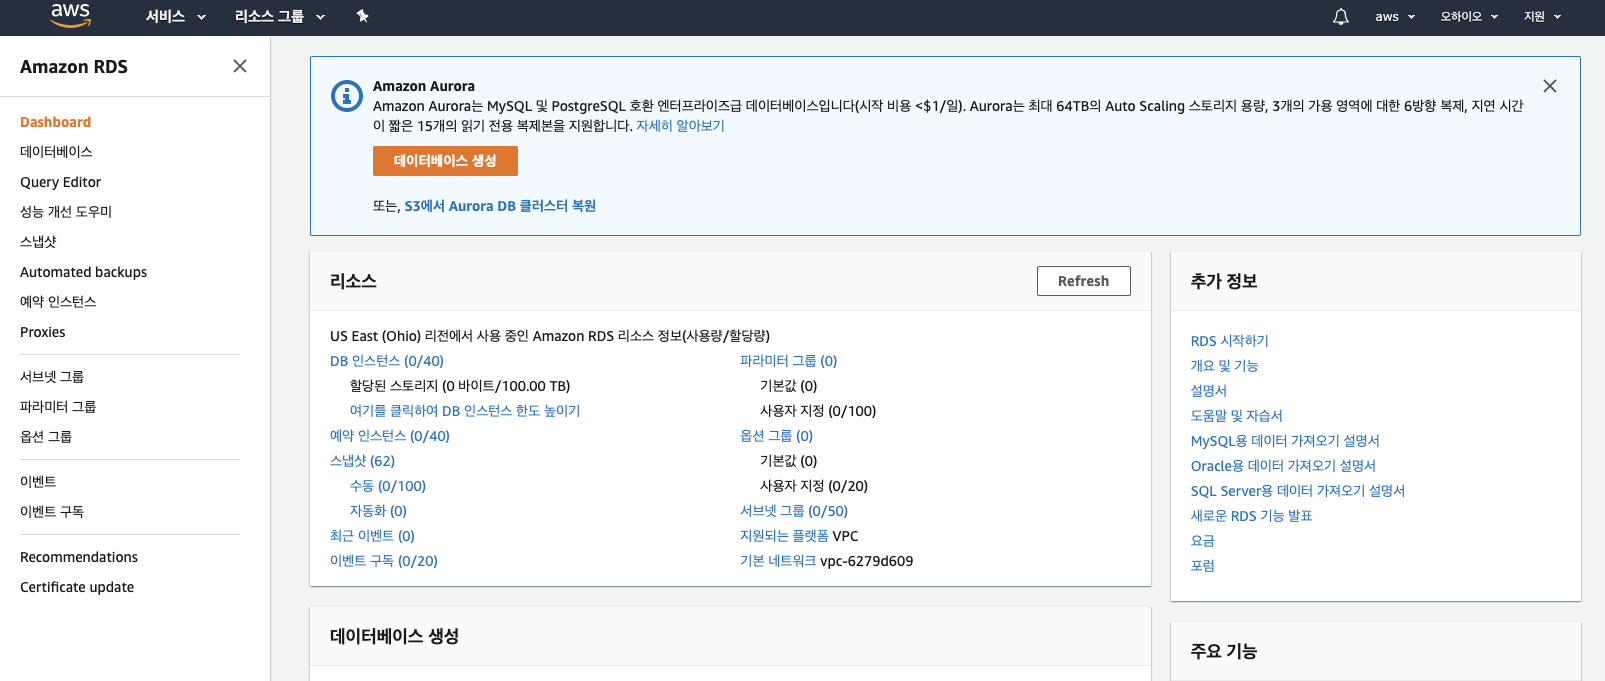 aws
서비스
리소스 그룹
aws
오하이오
지원
Amazon RDS
Dashboard
데이터베이스
Query Editor
성능 개선 도우미
스냅샷
Automated backups
예약 인스턴스
Proxies
서브넷 그룹
파라미터 그룹
옵션 그룹
이벤트
이벤트 구독
Recommendations
Certificate update
Amazon Aurora
Amazon Aurora는 MySQL 및 PostgreSQL 호환 엔터프라이즈급 데이터베이스입니다(시작 비용 <$1/일). Aurora는 최대 64TB의 Auto Scaling 스토리지 용량, 3개의 가용 영역에 대한 6방향 복제, 지연 시간
이 짧은 15개의 읽기 전용 복제본을 지원합니다. 자세히 알아보기
데이터베이스 생성
또는, S3에서 Aurora DB 클러스터 복원
리소스
Refresh
US East (Ohio) 리전에서 사용 중인 Amazon RDS 리소스 정보(사용량/할당량)
DB 인스턴스 (0/40)
할당된 스토리지 (0 바이트/100.00 TB)
여기를 클릭하여 DB 인스턴스 한도 높이기
예약 인스턴스 (0/40)
스냅샷 (62)
수동 (0/100)
자동화 (0)
최근 이벤트 (0)
이벤트 구독 (0/20)
파라미터 그룹 (0)
기본값 (0)
사용자 지정 (0/100)
옵션 그룹 (0)
기본값 (0)
사용자 지정 (0/20)
서브넷 그룹 (0/50)
지원되는 플랫폼 VPC
기본 네트워크 vpc-6279d609
데이터베이스 생성
추가 정보
RDS 시작하기
개요 및 기능
설명서
도움말 및 자습서
MySQL용 데이터 가져오기 설명서
Oracle용 데이터 가져오기 설명서
SQL Server용 데이터 가져오기 설명서
새로운 RDS 기능 발표
요금
포럼
주요 기능